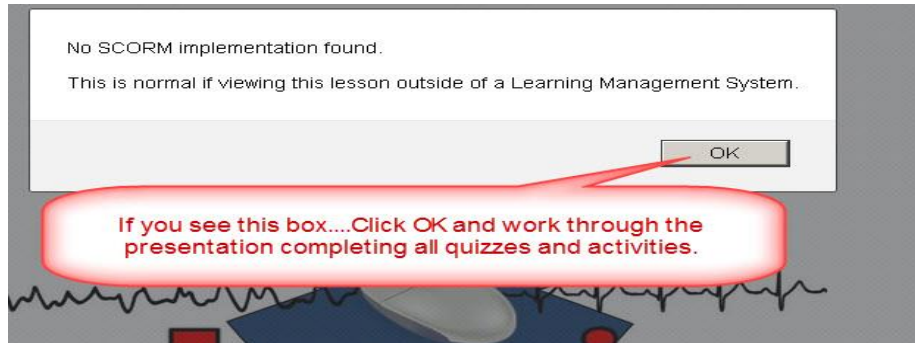 No SCORM implementation found.
This is normal if viewing this lesson outside of a Learning Management System.
OK
If you see this box....Click OK and work through the
presentation completing all quizzes and activities.